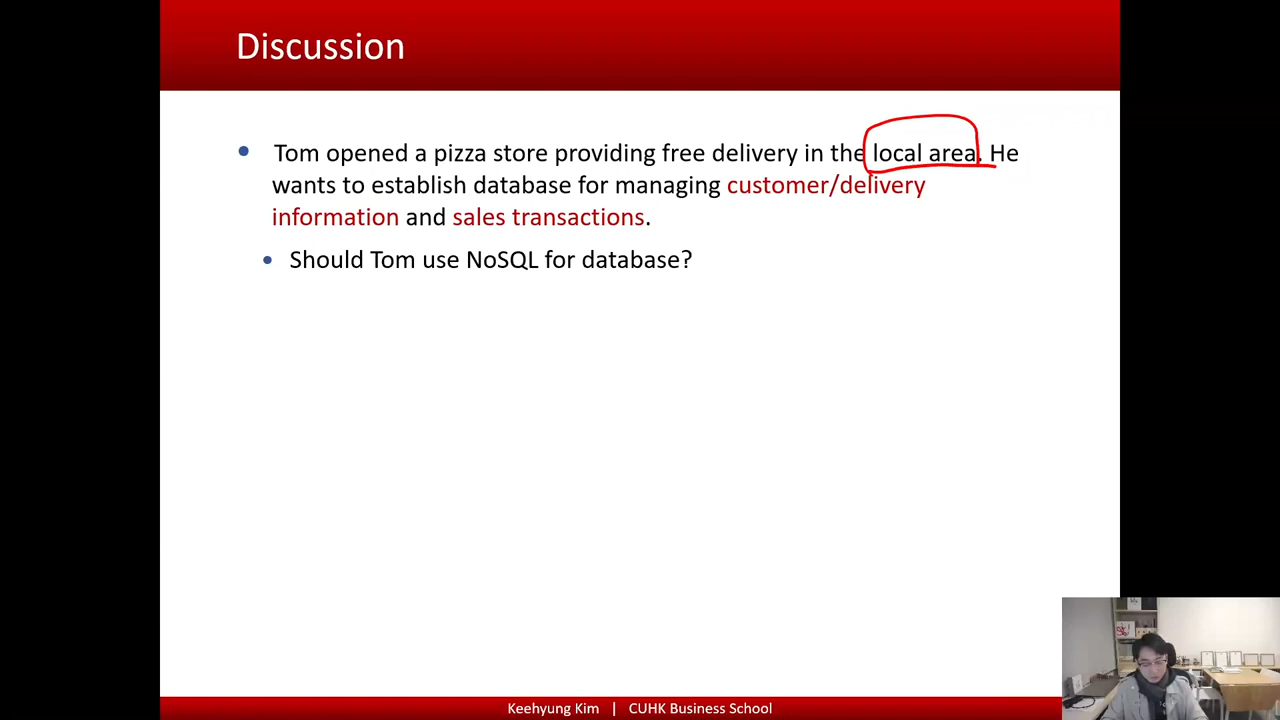 Discussion
Tom opened a pizza store providing free delivery in the local area. He
wants to establish database for managing customer/delivery
information and sales transactions.
Should Tom use NoSQL for database?
Keehyung Kim | CUHK Business School